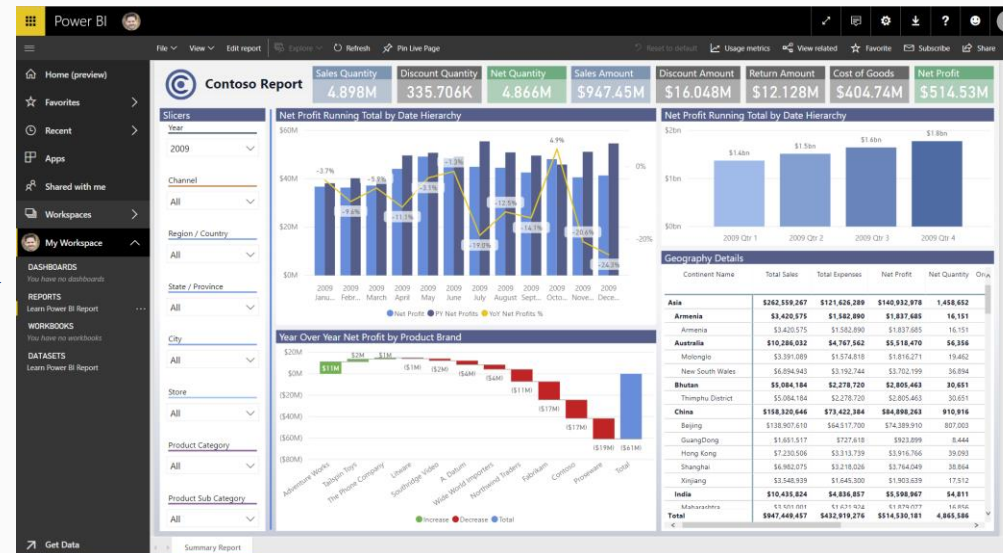 Power BI
File View Edit report Explore Refresh Pin Live Page Reset to default Usage metrics View related Favorite Subscribe Share
Home (preview)
Favorites
Recent
Apps
Shared with me
Workspaces
My Workspace
DASHBOARDS
You have no dashboards
REPORTS
Learn Power BI Report
WORKBOOKS
You have no workbooks
DATASETS
Learn Power BI Report
Get Data
Contoso Report
Sales Quantity
4.898M
Discount Quantity
335.706K
Net Quantity
4.866M
Sales Amount
$947.45M
Discount Amount
$16.048M
Return Amount
$12.128M
Cost of Goods
$404.74M
Net Profit
$514.53M
Slicers
Year
2009
Channel
All
Region / Country
All
State / Province
All
City
All
Store
All
Product Category
All
Product Sub Category
All
Net Profit Running Total by Date Hierarchy
$60M
$40M
$20M
$0M
0%
-20%
-3.7% -9.6% -5.8% -11.3% -3.1% -1.3% -19.0% -12.5% -16.1% 4.9% -20.6% -24.3%
2009 2009 2009 2009 2009 2009 2009 2009 2009 2009 2009 2009
Janu... Febr... March April May June July August Sept... Octo... Nove... Dece...
Net Profit PY Net Profits YoY Net Profits %
Year Over Year Net Profit by Product Brand
$20M
$0M
($20M)
($40M)
($60M)
($80M)
$11M $2M $1M ($1M) ($2M) ($4M) ($4M) ($11M) ($17M) ($17M) ($19M) ($61M)
Adventure Works Tailspin Toys The Phone Company Litware Southridge Video A. Datum Wide World Importers Northwind Traders Fabrikam Contoso Proseware Total
Increase Decrease Total
Net Profit Running Total by Date Hierarchy
$2bn
$1bn
$0bn
$1.4bn $1.5bn $1.6bn $1.8bn
2009 Qtr 1 2009 Qtr 2 2009 Qtr 3 2009 Qtr 4
Geography Details
Continent Name Total Sales Total Expenses Net Profit Net Quantity
Asia $262,559,267 $121,626,289 $140,932,978 1,458,652
Armenia $3,420,575 $1,582,890 $1,837,685 16,151
Armenia $3,420,575 $1,582,890 $1,837,685 16,151
Australia $10,286,032 $4,767,562 $5,518,470 56,356
Molonglo $3,391,089 $1,574,818 $1,816,271 19,462
New South Wales $6,894,943 $3,192,744 $3,702,199 36,894
Bhutan $5,084,184 $2,278,720 $2,805,463 30,651
Thimphu District $5,084,184 $2,278,720 $2,805,463 30,651
China $158,320,646 $73,422,384 $84,898,263 910,916
Beijing $138,907,610 $64,517,700 $74,389,910 807,003
GuangDong $1,651,517 $727,618 $923,899 8,444
Hong Kong $7,230,506 $3,313,739 $3,916,766 39,093
Shanghai $6,982,075 $3,218,026 $3,764,049 38,864
Xinjiang $3,548,939 $1,645,300 $1,903,639 17,512
India $10,435,824 $4,836,857 $5,598,967 54,811
Maharashtra
Total $947,449,457 $432,919,276 $514,530,181 4,865,586
Summary Report